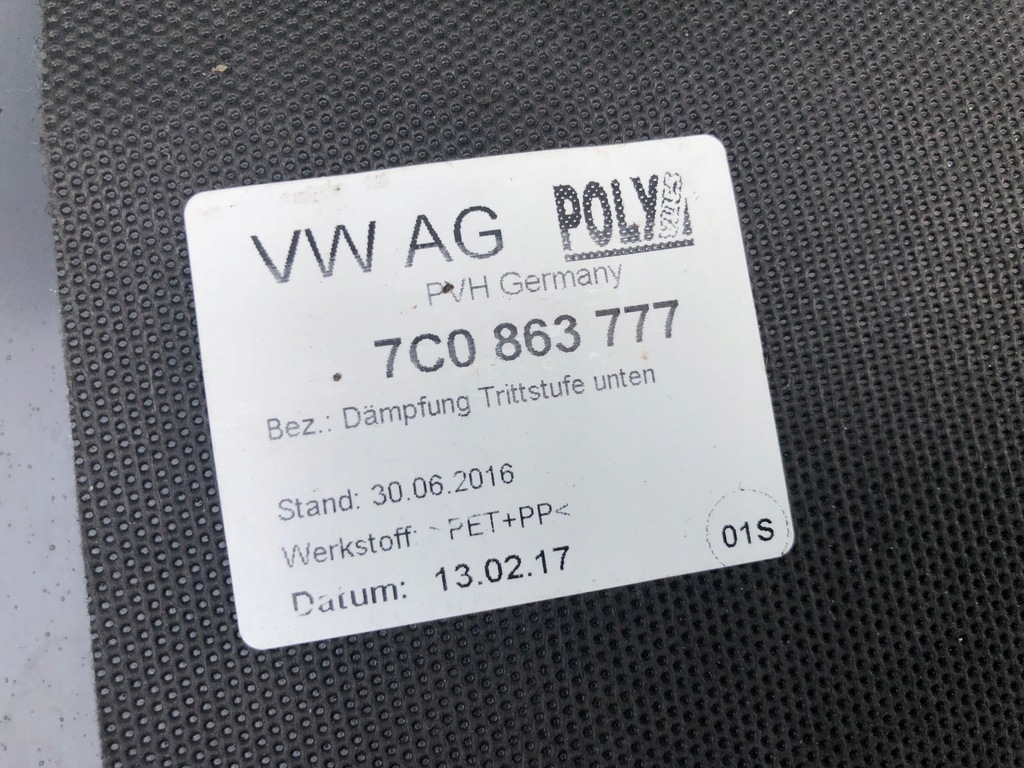 VW AG
POLY
PVH Germany
7C0 863 777
Bez.: Dämpfung Trittstufe unten
Stand: 30.06.2016
Werkstoff: >PET+PP<
Datum: 13.02.17
01S